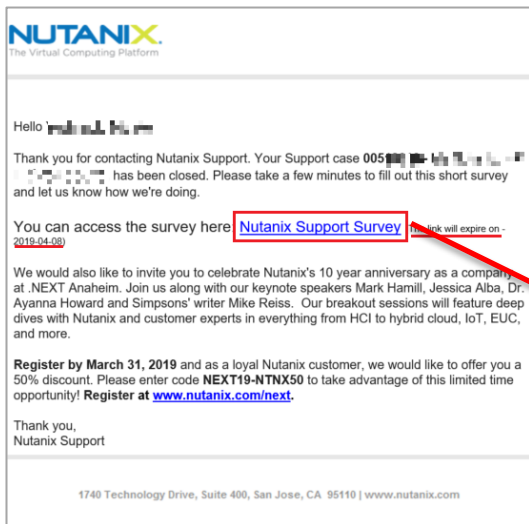 NUTANIX.
The Virtual Computing Platform
Hello
Thank you for contacting Nutanix Support. Your Support case 005
has been closed. Please take a few minutes to fill out this short survey
and let us know how we're doing.
You can access the survey here: Nutanix Support Survey link will expire on -
2019-04-08)
We would also like to invite you to celebrate Nutanix's 10 year anniversary as a company
at .NEXT Anaheim. Join us along with our keynote speakers Mark Hamill, Jessica Alba, Dr.
Ayanna Howard and Simpsons' writer Mike Reiss. Our breakout sessions will feature deep
dives with Nutanix and customer experts in everything from HCI to hybrid cloud, IoT, EUC,
and more.
Register by March 31, 2019 and as a loyal Nutanix customer, we would like to offer you a
50% discount. Please enter code NEXT19-NTNX50 to take advantage of this limited time
opportunity! Register at www.nutanix.com/next.
Thank you,
Nutanix Support
1740 Technology Drive, Suite 400, San Jose, CA 95110 | www.nutanix.com